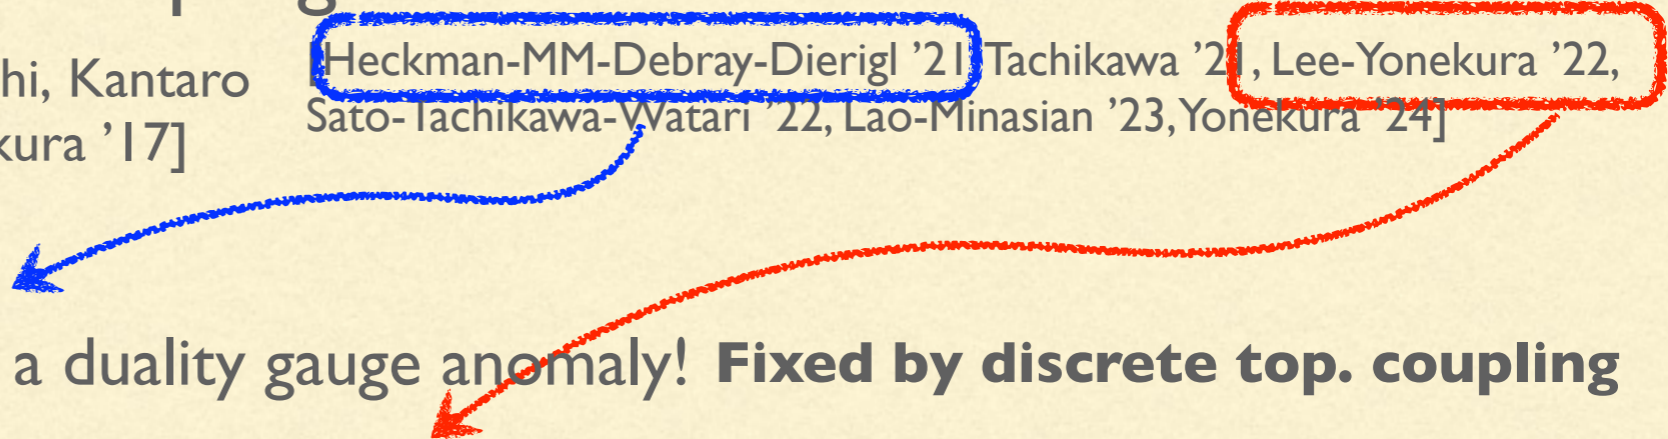 [Heckman-MM-Debray-Dierigl ’21, Tachikawa ’21, Lee-Yonekura ’22,
hi, Kantaro
Sato-Tachikawa-Watari ’22, Lao-Minasian ’23, Yonekura ’24]
kura ’17]
a duality gauge anomaly! Fixed by discrete top. coupling